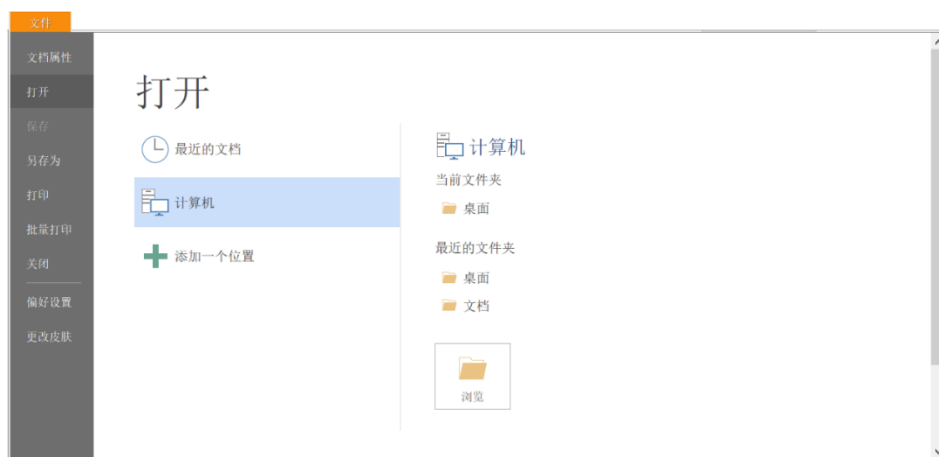 文件
文档属性
打开
保存
另存为
打印
批量打印
关闭
偏好设置
更改皮肤
打开
最近的文档
计算机
添加一个位置
计算机
当前文件夹
桌面
最近的文件夹
桌面
文档
浏览